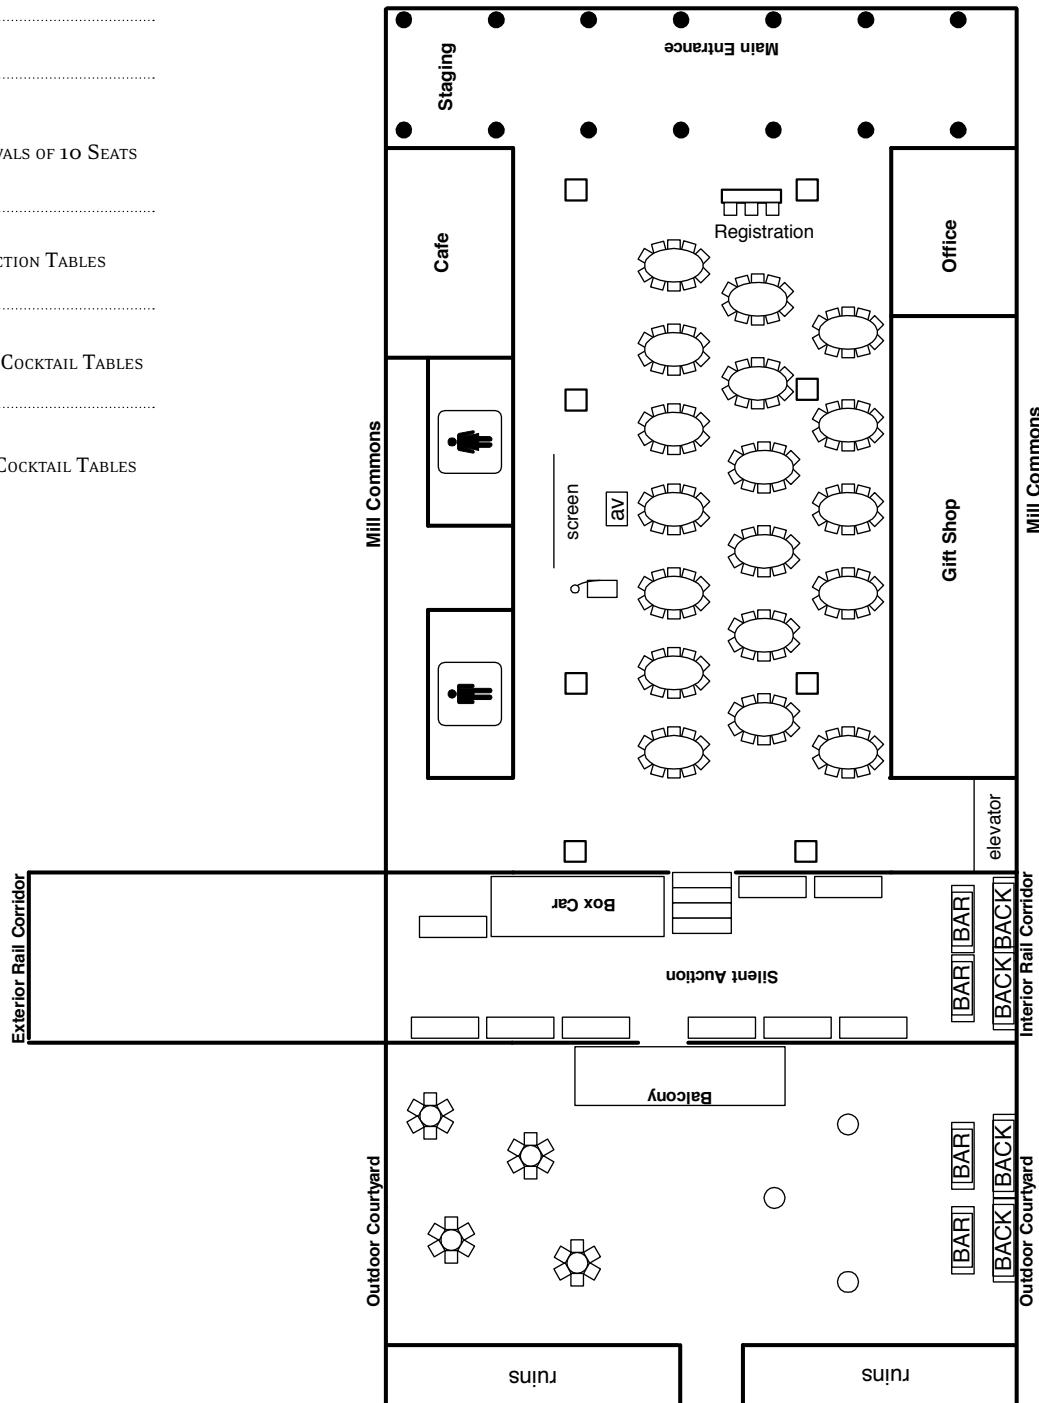 VALS OF 10 SEATS
CTION TABLES
COCKTAIL TABLES
COCKTAIL TABLES
Staging
Main Entrance
Registration
Cafe
Office
Mill Commons
screen
av
Gift Shop
Mill Commons
elevator
Exterior Rail Corridor
Box Car
Silent Auction
BAR
BACK
BAR
BACK
Interior Rail Corridor
Balcony
Outdoor Courtyard
BAR
BACK
BAR
BACK
Outdoor Courtyard
ruins
ruins